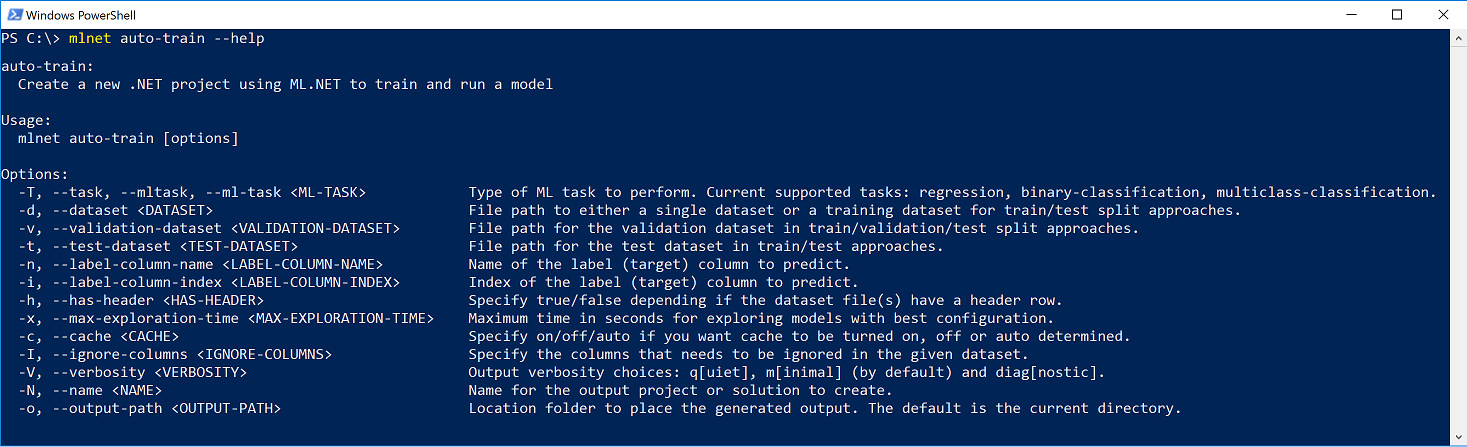 Windows PowerShell
PS C:\> mlnet auto-train --help
auto-train:
Create a new .NET project using ML.NET to train and run a model
Usage:
mlnet auto-train [options]
Options:
-T, --task, --mltask, --ml-task <ML-TASK> Type of ML task to perform. Current supported tasks: regression, binary-classification, multiclass-classification.
-d, --dataset <DATASET> File path to either a single dataset or a training dataset for train/test split approaches.
-v, --validation-dataset <VALIDATION-DATASET> File path for the validation dataset in train/validation/test split approaches.
-t, --test-dataset <TEST-DATASET> File path for the test dataset in train/test approaches.
-n, --label-column-name <LABEL-COLUMN-NAME> Name of the label (target) column to predict.
-i, --label-column-index <LABEL-COLUMN-INDEX> Index of the label (target) column to predict.
-h, --has-header <HAS-HEADER> Specify true/false depending if the dataset file(s) have a header row.
-x, --max-exploration-time <MAX-EXPLORATION-TIME> Maximum time in seconds for exploring models with best configuration.
-c, --cache <CACHE> Specify on/off/auto if you want cache to be turned on, off or auto determined.
-I, --ignore-columns <IGNORE-COLUMNS> Specify the columns that needs to be ignored in the given dataset.
-V, --verbosity <VERBOSITY> Output verbosity choices: q[uiet], m[inimal] (by default) and diag[nostic].
-N, --name <NAME> Name for the output project or solution to create.
-o, --output-path <OUTPUT-PATH> Location folder to place the generated output. The default is the current directory.